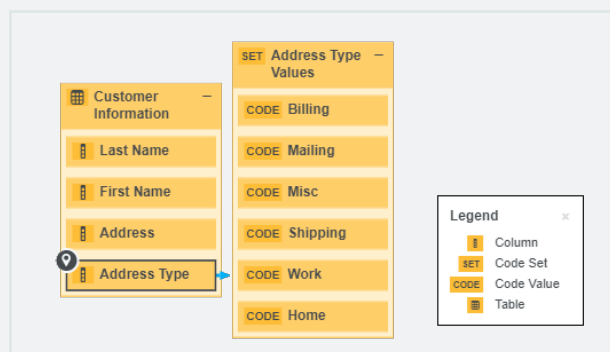 Customer
Information
Last Name
First Name
Address
Address Type
SET Address Type
Values
CODE Billing
CODE Mailing
CODE Misc
CODE Shipping
CODE Work
CODE Home
Legend
Column
SET Code Set
CODE Code Value
Table